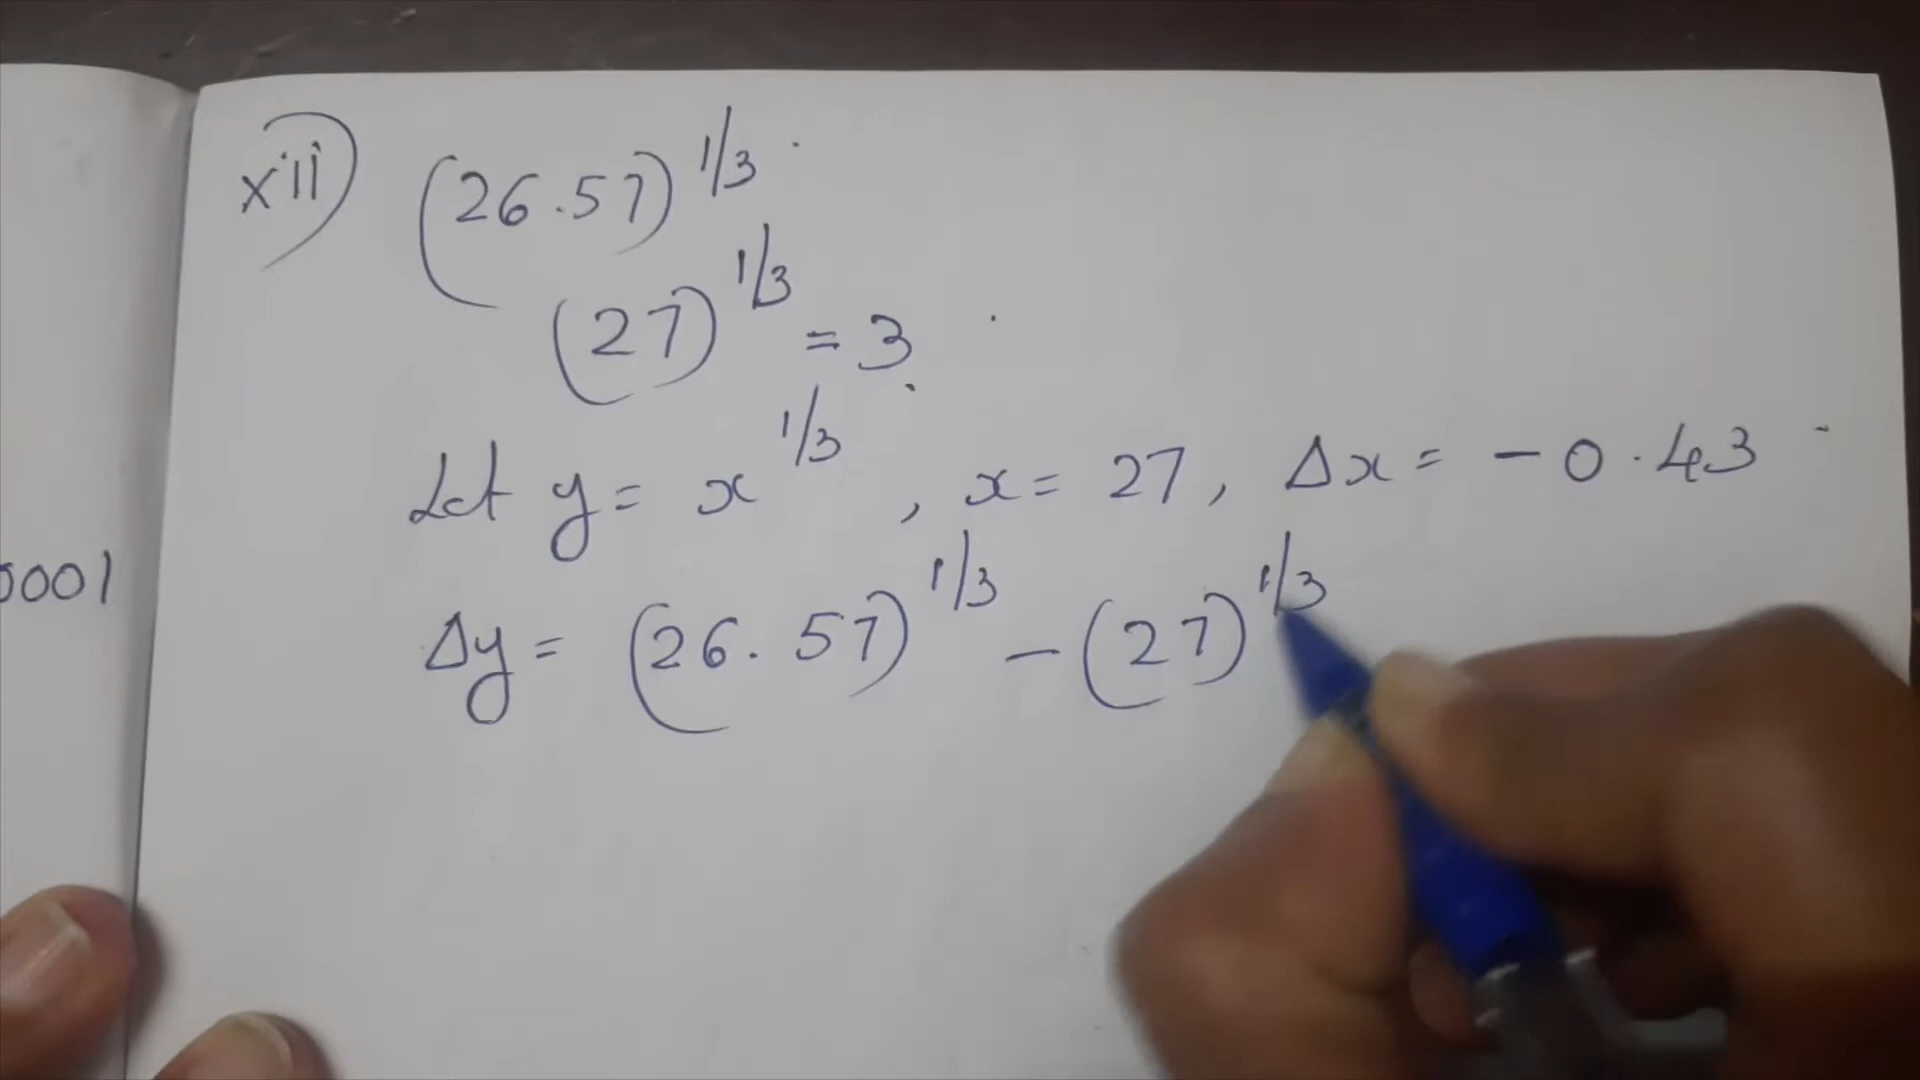 xii) (26.57)^1/3
(27)^1/3 = 3
Let y = x^1/3, x = 27, Δx = -0.43
0001
Δy = (26.57)^1/3 - (27)^1/3